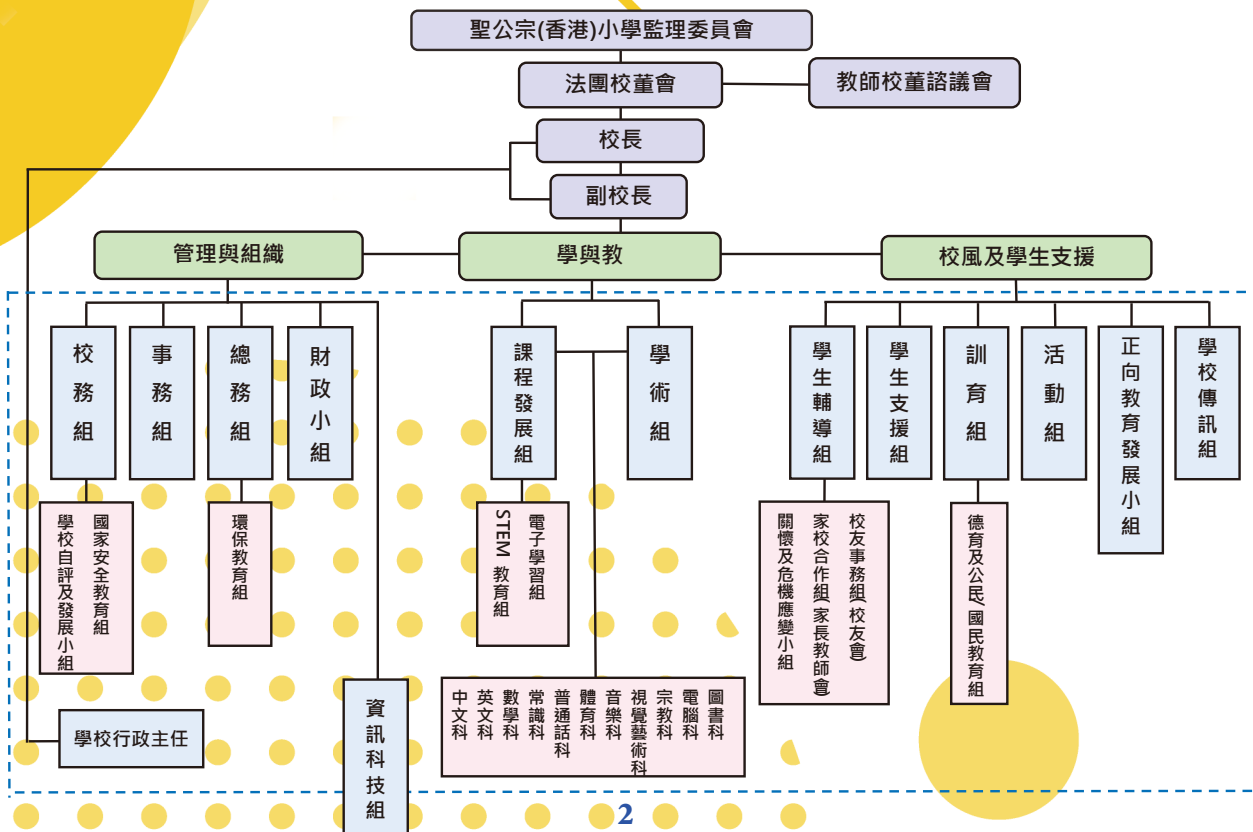 聖公宗(香港)小學監理委員會
法團校董會
教師校董諮議會
校長
副校長
管理與組織
學與教
校風及學生支援
校務組
事務組
總務組
財政小組
課程發展組
學術組
學生輔導組
學生支援組
訓育組
活動組
正向教育發展小組
學校傳訊組
國家安全教育組
學校自評及發展小組
環保教育組
電子學習組
STEM 教育組
校友事務組(校友會)
家校合作組(家長教師會)
關懷及危機應變小組
德育及公民/國民教育組
學校行政主任
資訊科技組
中文科
英文科
數學科
常識科
普通話科
體育科
音樂科
視覺藝術科
宗教科
電腦科
圖書科
2